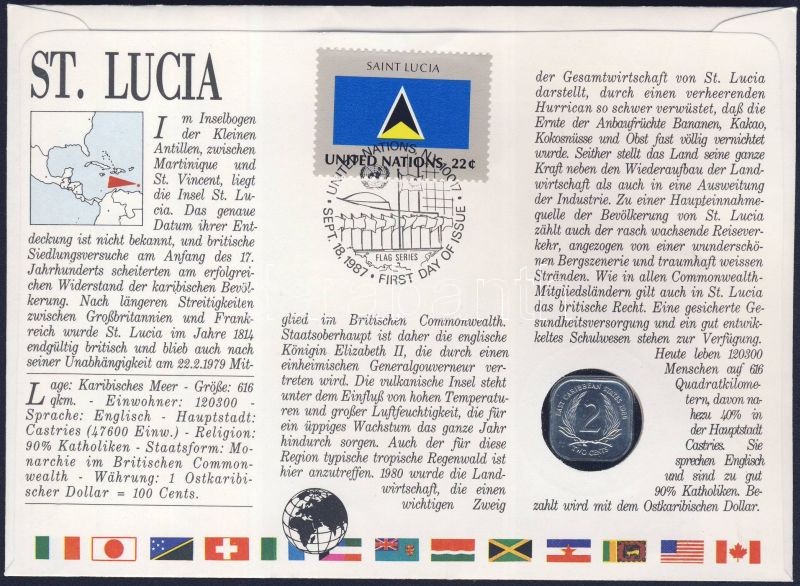 ST. LUCIA
Im Inselbogen
der Kleinen
Antillen, zwischen
Martinique und
St. Vincent, liegt
die Insel St. Lu-
cia. Das genaue
Datum ihrer Ent-
deckung ist nicht bekannt, und britische
Siedlungsversuche am Anfang des 17.
Jahrhunderts scheiterten am erfolgrei-
chen Widerstand der karibischen Bevöl-
kerung. Nach längeren Streitigkeiten
zwischen Großbritannien und Frank-
reich wurde St. Lucia im Jahre 1814
endgültig britisch und blieb auch nach
seiner Unabhängigkeit am 22.2.1979 Mit-
Lage: Karibisches Meer - Größe: 616
qkm. - Einwohner: 120300 -
Sprache: Englisch - Hauptstadt:
Castries (47600 Einw.) - Religion:
90% Katholiken - Staatsform: Mo-
narchie im Britischen Common-
wealth - Währung: 1 Ostkaribi-
scher Dollar = 100 Cents.
SAINT LUCIA
UNITED NATIONS 22¢
UNITED NATIONS, N.Y. 10017
SEPT. 18, 1987 • FIRST DAY OF ISSUE
FLAG SERIES
glied im Britischen Commonwealth.
Staatsoberhaupt ist daher die englische
Königin Elizabeth II, die durch einen
einheimischen Generalgouverneur ver-
treten wird. Die vulkanische Insel steht
unter dem Einfluß von hohen Temperatu-
ren und großer Luftfeuchtigkeit, die für
ein üppiges Wachstum das ganze Jahr
hindurch sorgen. Auch der für diese
Region typische tropische Regenwald ist
hier anzutreffen. 1980 wurde die Land-
wirtschaft, die einen
wichtigen Zweig
der Gesamtwirtschaft von St. Lucia
darstellt, durch einen verheerenden
Hurrican so schwer verwüstet, daß die
Ernte der Anbaufrüchte Bananen, Kakao,
Kokosnüsse und Obst fast völlig vernichtet
wurde. Seither stellt das Land seine ganze
Kraft neben den Wiederaufbau der Land-
wirtschaft als auch in eine Ausweitung
der Industrie. Zu einer Haupteinnahme-
quelle der Bevölkerung von St. Lucia
zählt auch der rasch wachsende Reisever-
kehr, angezogen von einer wunderschö-
nen Bergszenerie und traumhaft weissen
Stränden. Wie in allen Commonwealth-
Mitgliedsländern gilt auch in St. Lucia
das britische Recht. Eine gesicherte Ge-
sundheitsversorgung und ein gut entwik-
keltes Schulwesen stehen zur Verfügung.
Heute leben 120300
Menschen auf 616
Quadratkilome-
tern, davon na-
hezu 40% in
der Hauptstadt
Castries. Sie
sprechen Englisch
und sind zu gut
90% Katholiken. Be-
zahlt wird mit dem Ostkaribischen Dollar.
EAST CARIBBEAN STATES
2
TWO CENTS